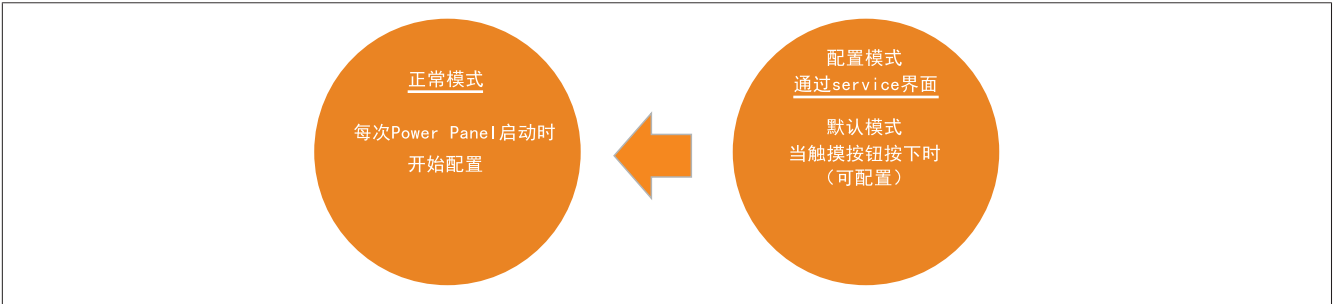 正常模式
每次Power Panel启动时
开始配置
配置模式
通过service界面
默认模式
当触摸按钮按下时
（可配置）